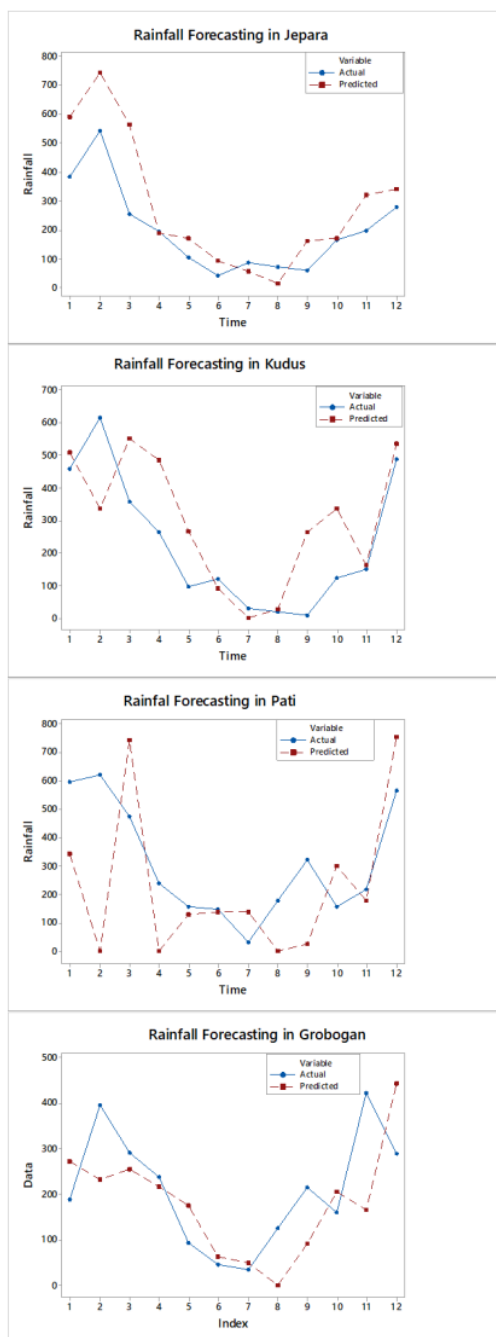 Rainfall Forecasting in Jepara
Variable
Actual
Predicted
800
700
600
500
400
300
200
100
0
Rainfall
1 2 3 4 5 6 7 8 9 10 11 12
Time
Rainfall Forecasting in Kudus
Variable
Actual
Predicted
700
600
500
400
300
200
100
0
Rainfall
1 2 3 4 5 6 7 8 9 10 11 12
Time
Rainfal Forecasting in Pati
Variable
Actual
Predicted
800
700
600
500
400
300
200
100
0
Rainfall
1 2 3 4 5 6 7 8 9 10 11 12
Time
Rainfall Forecasting in Grobogan
Variable
Actual
Predicted
500
400
300
200
100
0
Data
1 2 3 4 5 6 7 8 9 10 11 12
Index